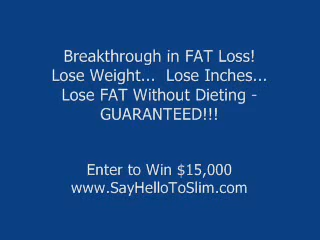 Breakthrough in FAT Loss!
Lose Weight... Lose Inches...
Lose FAT Without Dieting -
GUARANTEED!!!
Enter to Win $15,000
www.SayHelloToSlim.com